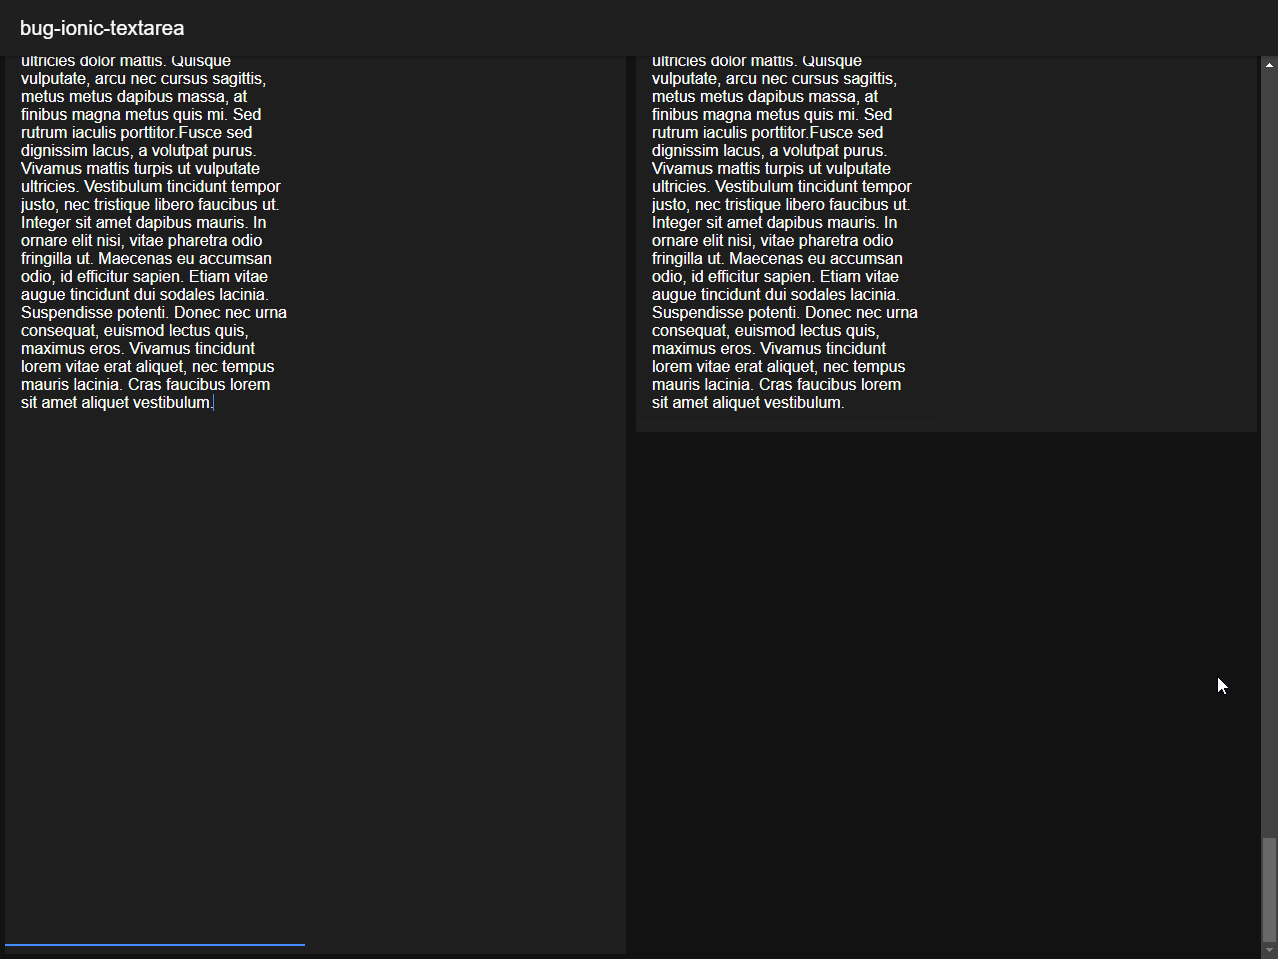 bug-ionic-textarea
ultricies dolor mattis. Quisque
vulputate, arcu nec cursus sagittis,
metus metus dapibus massa, at
finibus magna metus quis mi. Sed
rutrum iaculis porttitor.Fusce sed
dignissim lacus, a volutpat purus.
Vivamus mattis turpis ut vulputate
ultricies. Vestibulum tincidunt tempor
justo, nec tristique libero faucibus ut.
Integer sit amet dapibus mauris. In
ornare elit nisi, vitae pharetra odio
fringilla ut. Maecenas eu accumsan
odio, id efficitur sapien. Etiam vitae
augue tincidunt dui sodales lacinia.
Suspendisse potenti. Donec nec urna
consequat, euismod lectus quis,
maximus eros. Vivamus tincidunt
lorem vitae erat aliquet, nec tempus
mauris lacinia. Cras faucibus lorem
sit amet aliquet vestibulum.
ultricies dolor mattis. Quisque
vulputate, arcu nec cursus sagittis,
metus metus dapibus massa, at
finibus magna metus quis mi. Sed
rutrum iaculis porttitor.Fusce sed
dignissim lacus, a volutpat purus.
Vivamus mattis turpis ut vulputate
ultricies. Vestibulum tincidunt tempor
justo, nec tristique libero faucibus ut.
Integer sit amet dapibus mauris. In
ornare elit nisi, vitae pharetra odio
fringilla ut. Maecenas eu accumsan
odio, id efficitur sapien. Etiam vitae
augue tincidunt dui sodales lacinia.
Suspendisse potenti. Donec nec urna
consequat, euismod lectus quis,
maximus eros. Vivamus tincidunt
lorem vitae erat aliquet, nec tempus
mauris lacinia. Cras faucibus lorem
sit amet aliquet vestibulum.